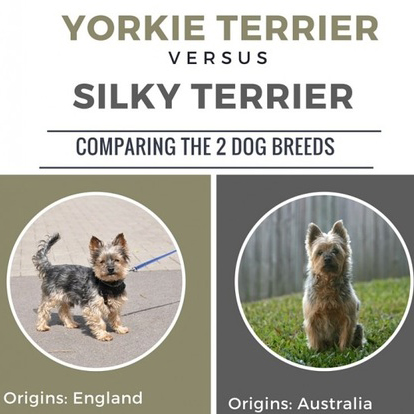 YORKIE TERRIER
VERSUS
SILKY TERRIER
COMPARING THE 2 DOG BREEDS
Origins: England
Origins: Australia